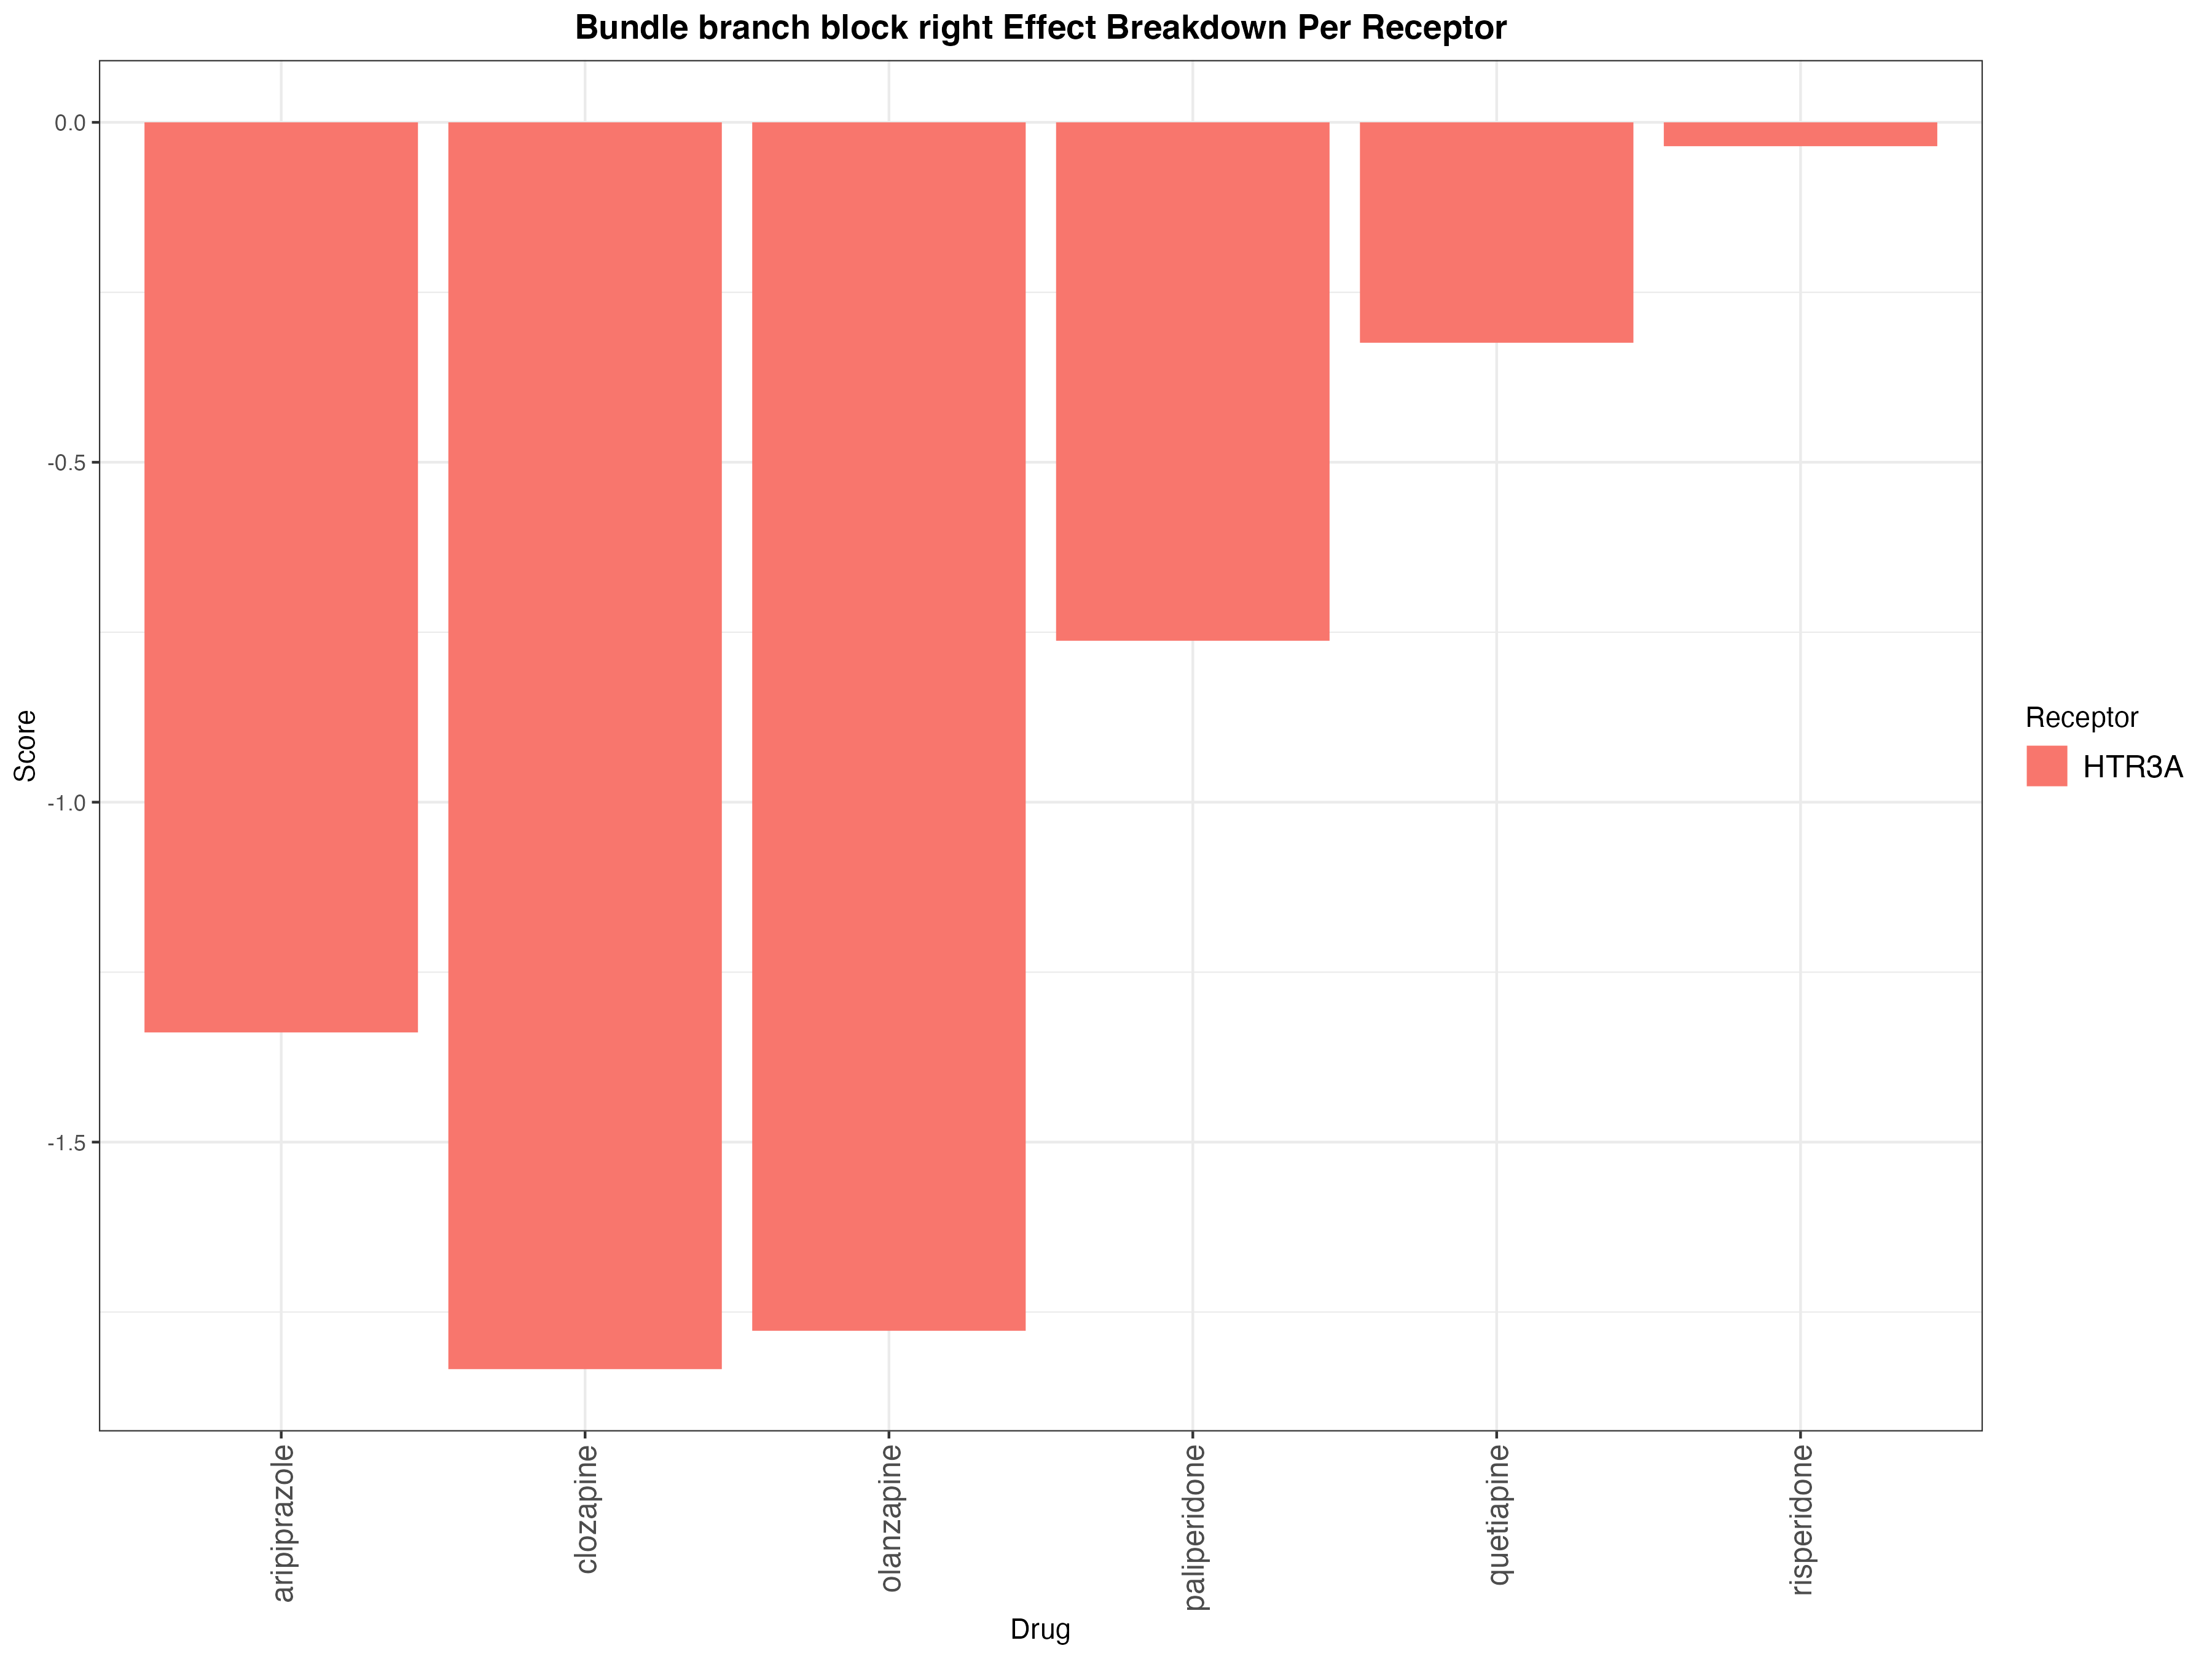 Bundle branch block right Effect Breakdown Per Receptor
0.0
-0.5
-1.0
-1.5
Score
aripiprazole
clozapine
olanzapine
paliperidone
quetiapine
risperidone
Drug
Receptor
HTR3A